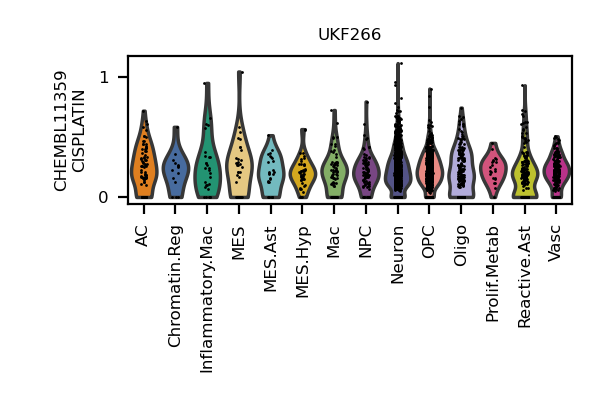 UKF266
CHEMBL11359
CISPLATIN
1
0
AC
Chromatin.Reg
Inflammatory.Mac
MES
MES.Ast
MES.Hyp
Mac
NPC
Neuron
OPC
Oligo
Prolif.Metab
Reactive.Ast
Vasc